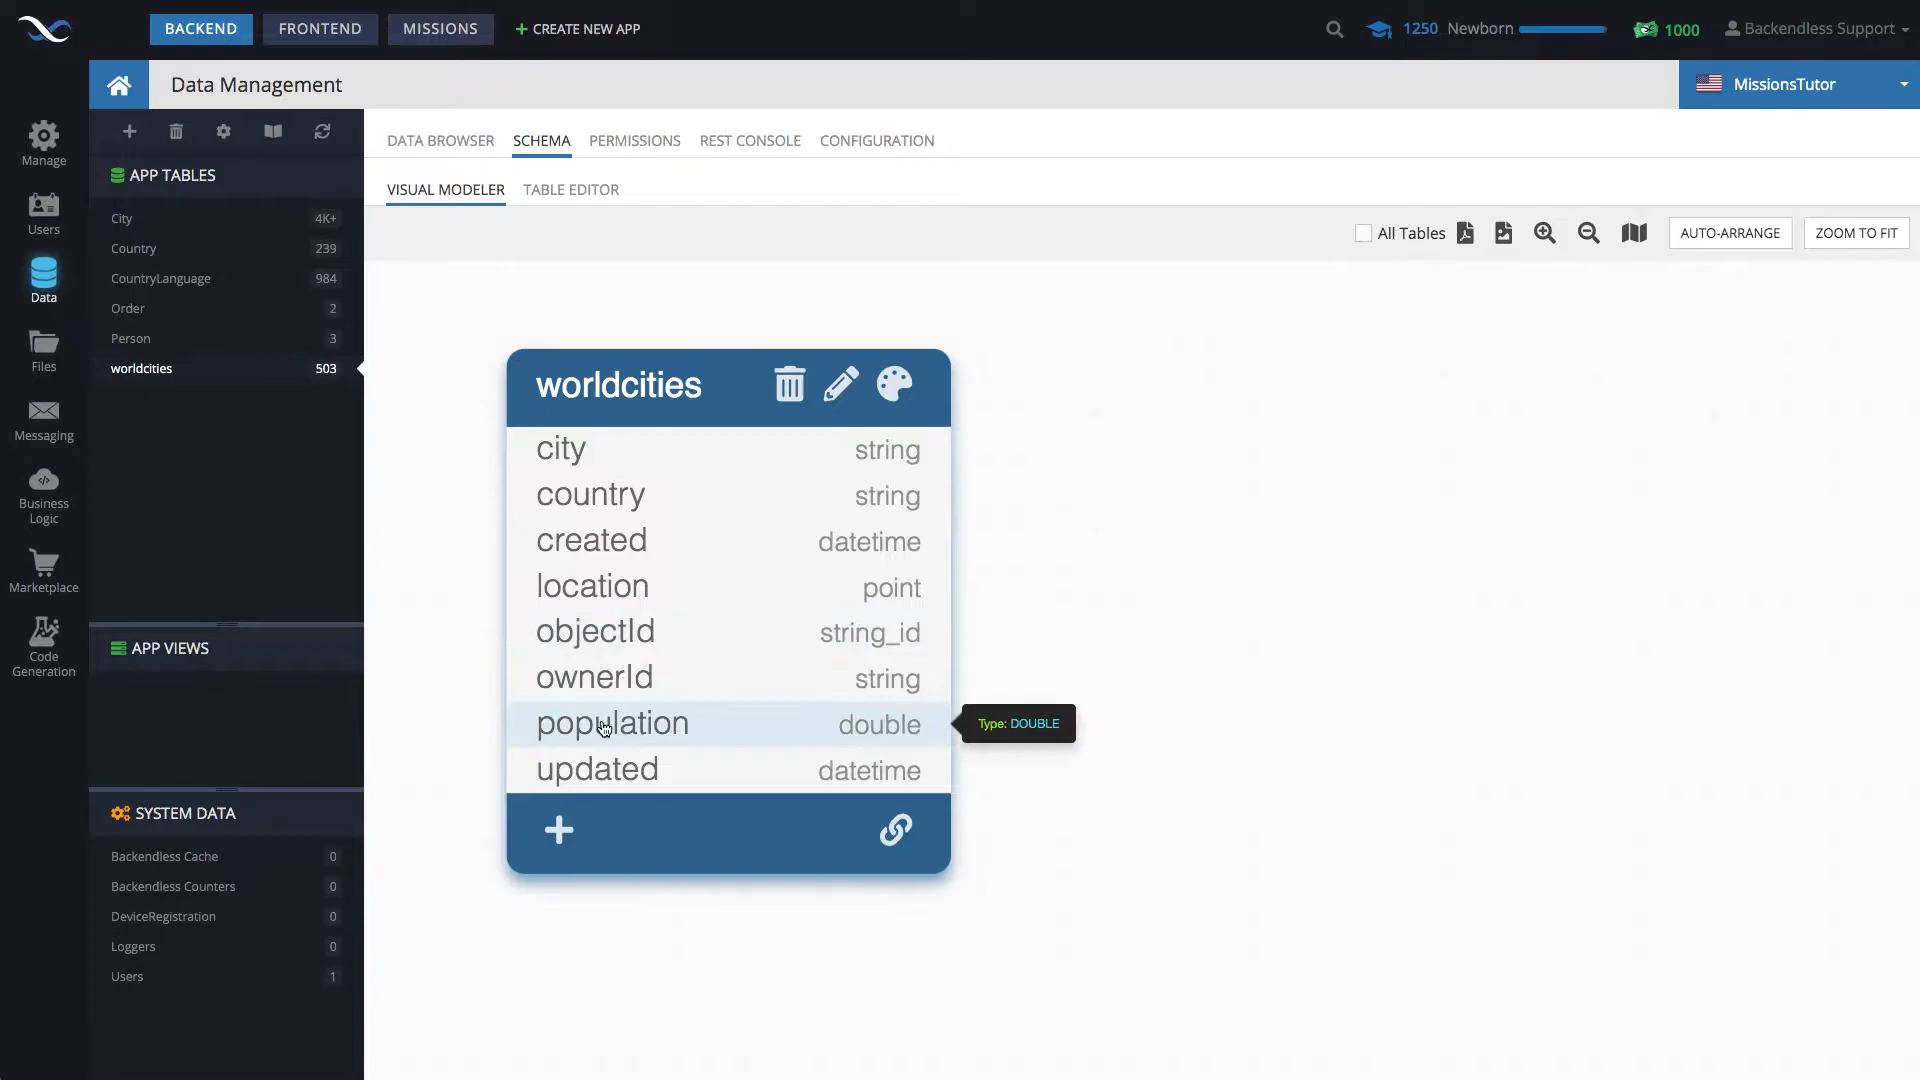 BACKEND
FRONTEND
MISSIONS
+ CREATE NEW APP
1250 Newborn
1000
Backendless Support
Data Management
MissionsTutor
Manage
Users
Data
Files
Messaging
Business
Logic
Marketplace
Code
Generation
APP TABLES
City 4K+
Country 239
CountryLanguage 984
Order 2
Person 3
worldcities 503
APP VIEWS
SYSTEM DATA
Backendless Cache 0
Backendless Counters 0
DeviceRegistration 0
Loggers 0
Users 1
DATA BROWSER SCHEMA PERMISSIONS REST CONSOLE CONFIGURATION
VISUAL MODELER TABLE EDITOR
All Tables
AUTO-ARRANGE
ZOOM TO FIT
worldcities
city string
country string
created datetime
location point
objectId string_id
ownerId string
population double
Type: DOUBLE
updated datetime